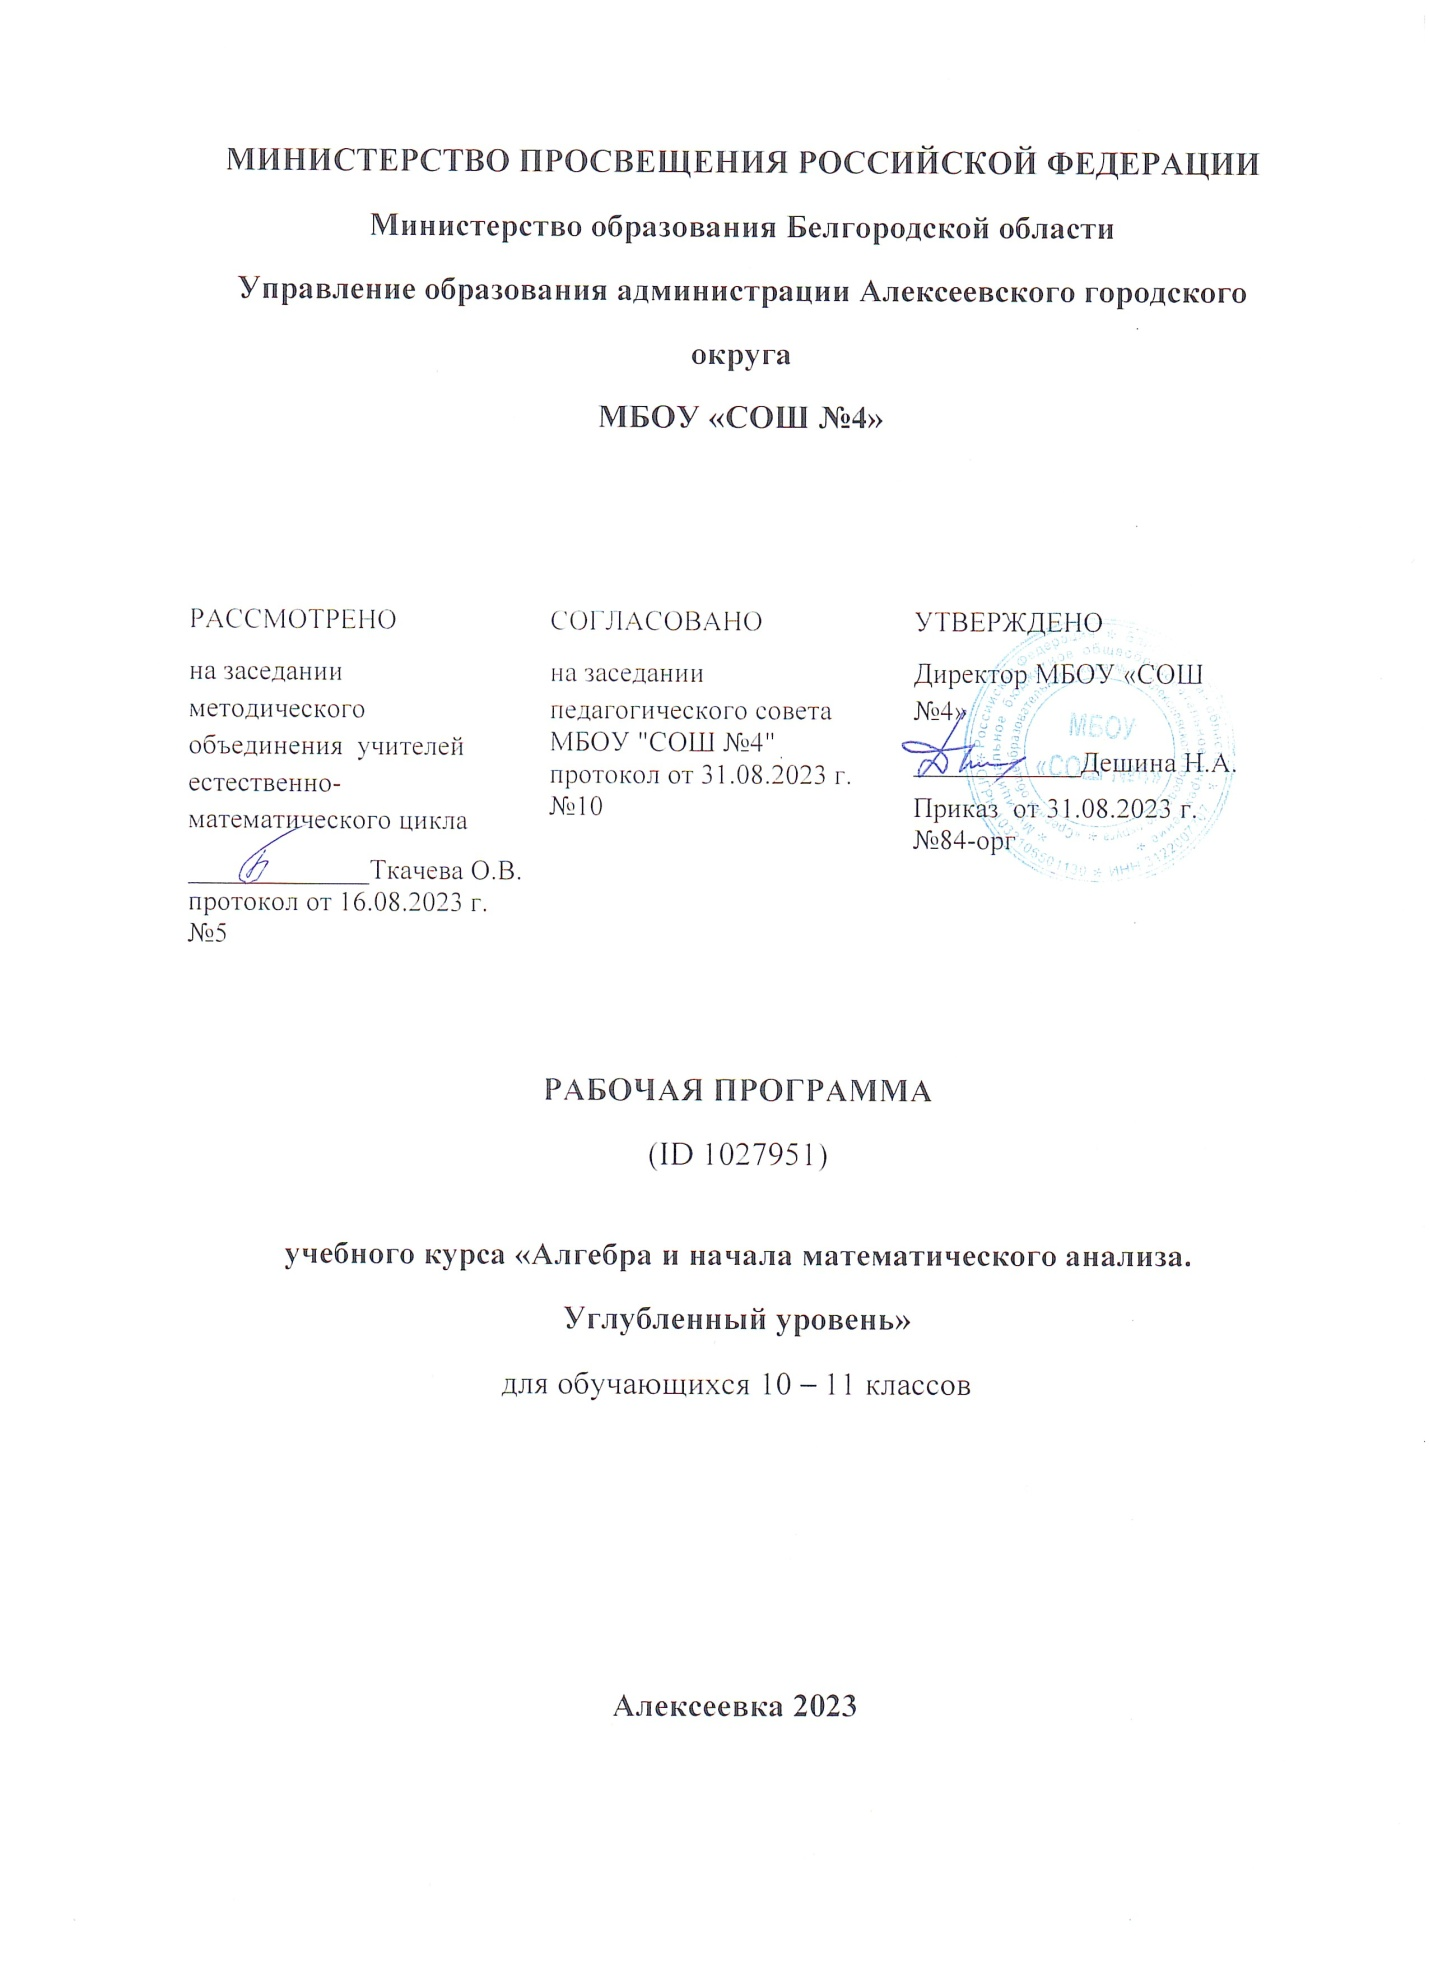 МИНИСТЕРСТВО ПРОСВЕЩЕНИЯ РОССИЙСКОЙ ФЕДЕРАЦИИ
Министерство образования Белгородской области
Управление образования администрации Алексеевского городского
округа
МБОУ «СОШ №4»
РАССМОТРЕНО
на заседании
методического
объединения учителей
естественно-
математического цикла
Ткачева О.В.
протокол от 16.08.2023 г.
№5
СОГЛАСОВАНО
на заседании
педагогического совета
МБОУ "СОШ №4"
протокол от 31.08.2023 г.
№10
УТВЕРЖДЕНО
Директор МБОУ «СОШ
№4»
Дешина Н.А.
Приказ от 31.08.2023 г.
№84-орг
МБОУ
РАБОЧАЯ ПРОГРАММА
(ID 1027951)
учебного курса «Алгебра и начала математического анализа.
Углубленный уровень»
для обучающихся 10 – 11 классов
Алексеевка 2023